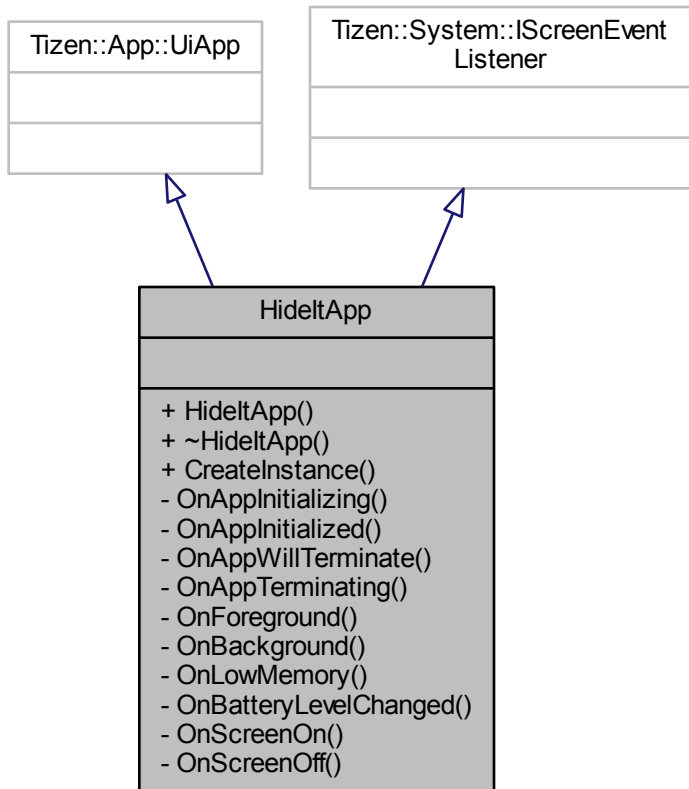 Tizen::App::UiApp
Tizen::System::IScreenEvent
Listener
HideItApp
+ HideItApp()
+ ~HideItApp()
+ CreateInstance()
- OnAppInitializing()
- OnAppInitialized()
- OnAppWillTerminate()
- OnAppTerminating()
- OnForeground()
- OnBackground()
- OnLowMemory()
- OnBatteryLevelChanged()
- OnScreenOn()
- OnScreenOff()